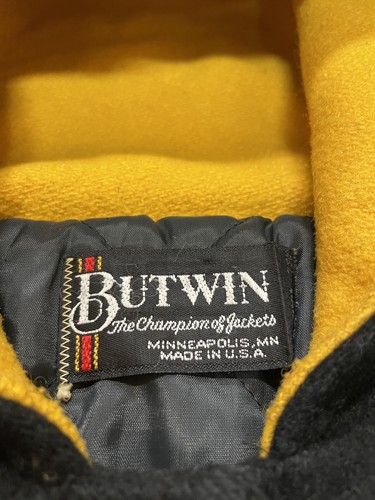 BUTWIN
The Champion of Jackets
MINNEAPOLIS, MN
MADE IN U.S.A.